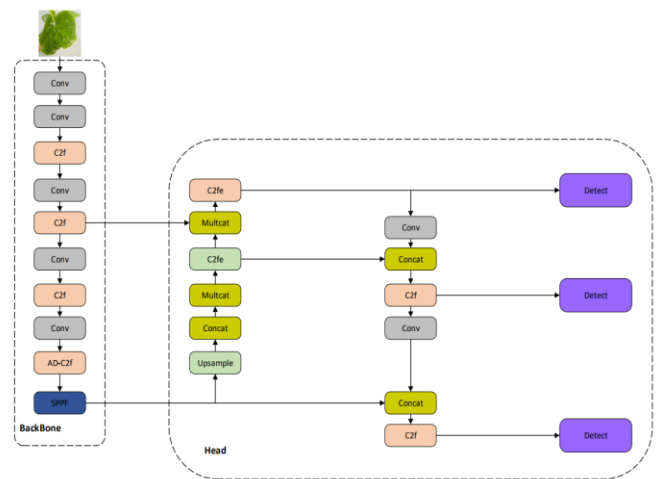 Conv
Conv
C2f
Conv
C2f
Conv
C2f
Conv
AD-C2f
SPPF
BackBone
C2fe
Multcat
C2fe
Multcat
Concat
Upsample
Conv
Concat
C2f
Conv
Concat
C2f
Detect
Detect
Detect
Head